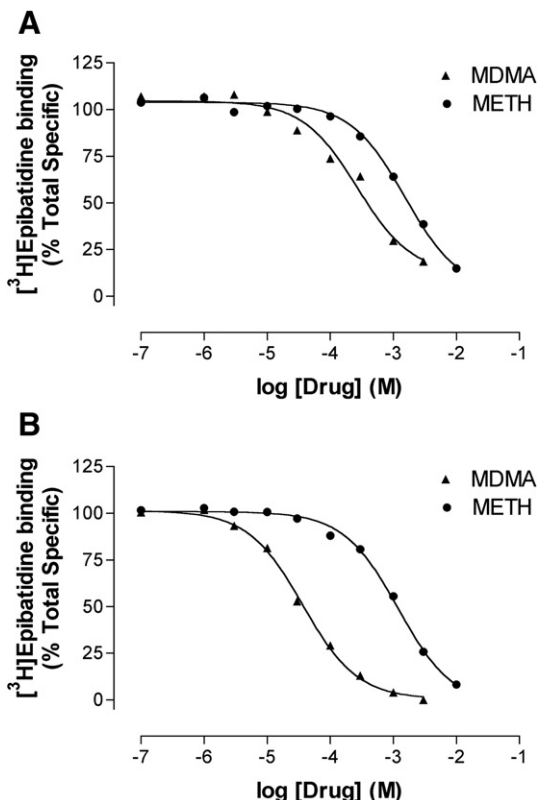 A
[³H]Epibatidine binding
(% Total Specific)
125
100
75
50
25
0
MDMA
METH
-7 -6 -5 -4 -3 -2 -1
log [Drug] (M)
B
[³H]Epibatidine binding
(% Total Specific)
125
100
75
50
25
0
MDMA
METH
-7 -6 -5 -4 -3 -2 -1
log [Drug] (M)